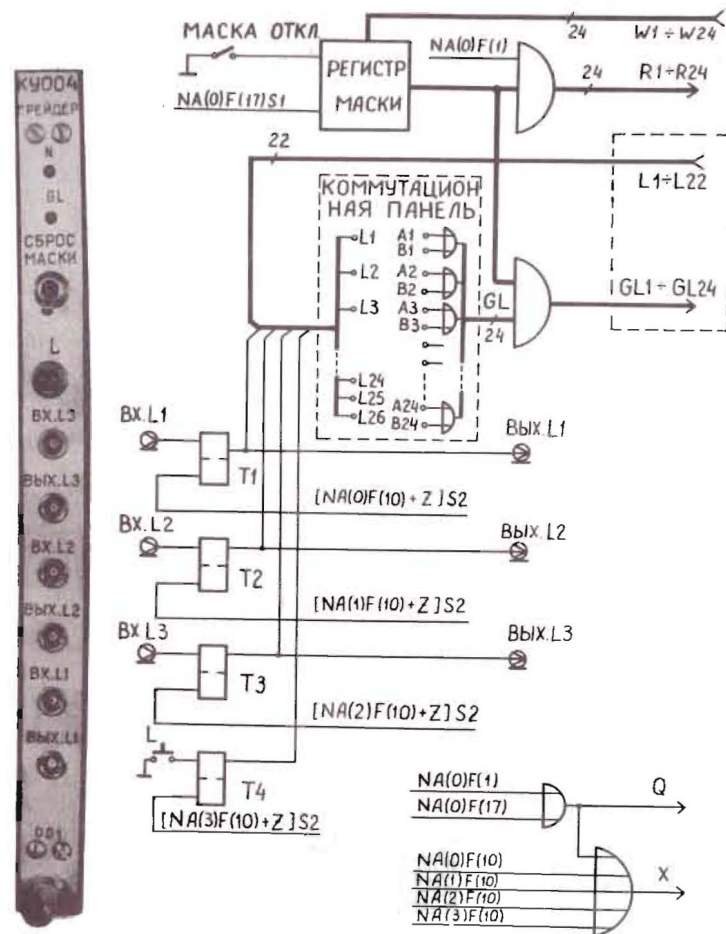 КУ004
ГРЕЙДЕР
N
GL
СБРОС
МАСКИ
L
ВХ.L3
ВЫХ.L3
ВХ.L2
ВЫХ.L2
ВХ.L1
ВЫХ.L1
001
МАСКА ОТКЛ
NA(0)F(17)S1
РЕГИСТР
МАСКИ
24
W1÷W24
NA(0)F(1)
24
R1÷R24
22
L1÷L22
КОММУТАЦИОН
НАЯ ПАНЕЛЬ
L1
L2
L3
L24
L25
L26
A1
B1
A2
B2
A3
B3
A24
B24
GL
24
GL1÷GL24
ВХ.L1
T1
ВЫХ.L1
[NA(0)F(10)+Z]S2
ВХ.L2
T2
ВЫХ.L2
[NA(1)F(10)+Z]S2
ВХ.L3
T3
ВЫХ.L3
[NA(2)F(10)+Z]S2
L
T4
[NA(3)F(10)+Z]S2
NA(0)F(1)
NA(0)F(17)
Q
NA(0)F(10)
NA(1)F(10)
NA(2)F(10)
NA(3)F(10)
X